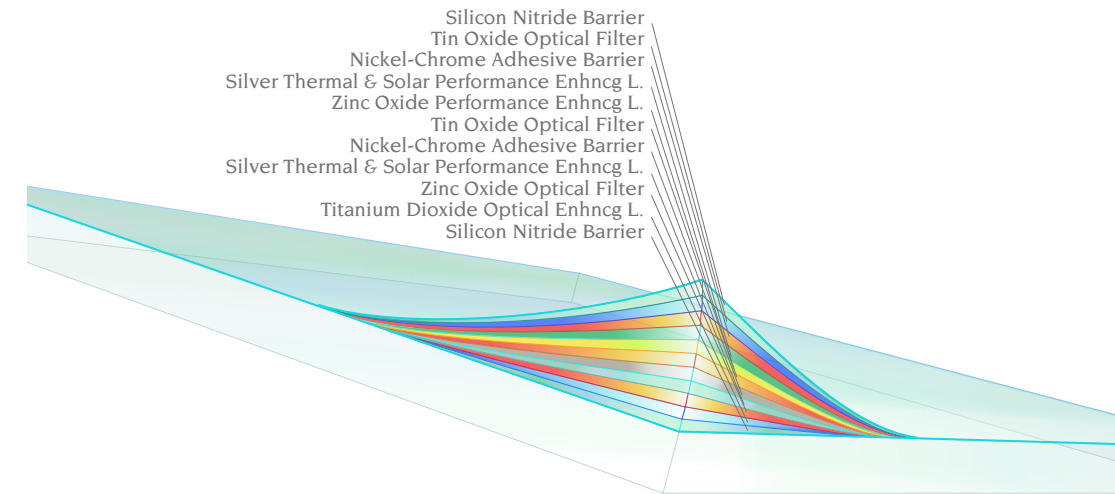 Silicon Nitride Barrier
Tin Oxide Optical Filter
Nickel-Chrome Adhesive Barrier
Silver Thermal & Solar Performance Enhncg L.
Zinc Oxide Performance Enhncg L.
Tin Oxide Optical Filter
Nickel-Chrome Adhesive Barrier
Silver Thermal & Solar Performance Enhncg L.
Zinc Oxide Optical Filter
Titanium Dioxide Optical Enhncg L.
Silicon Nitride Barrier